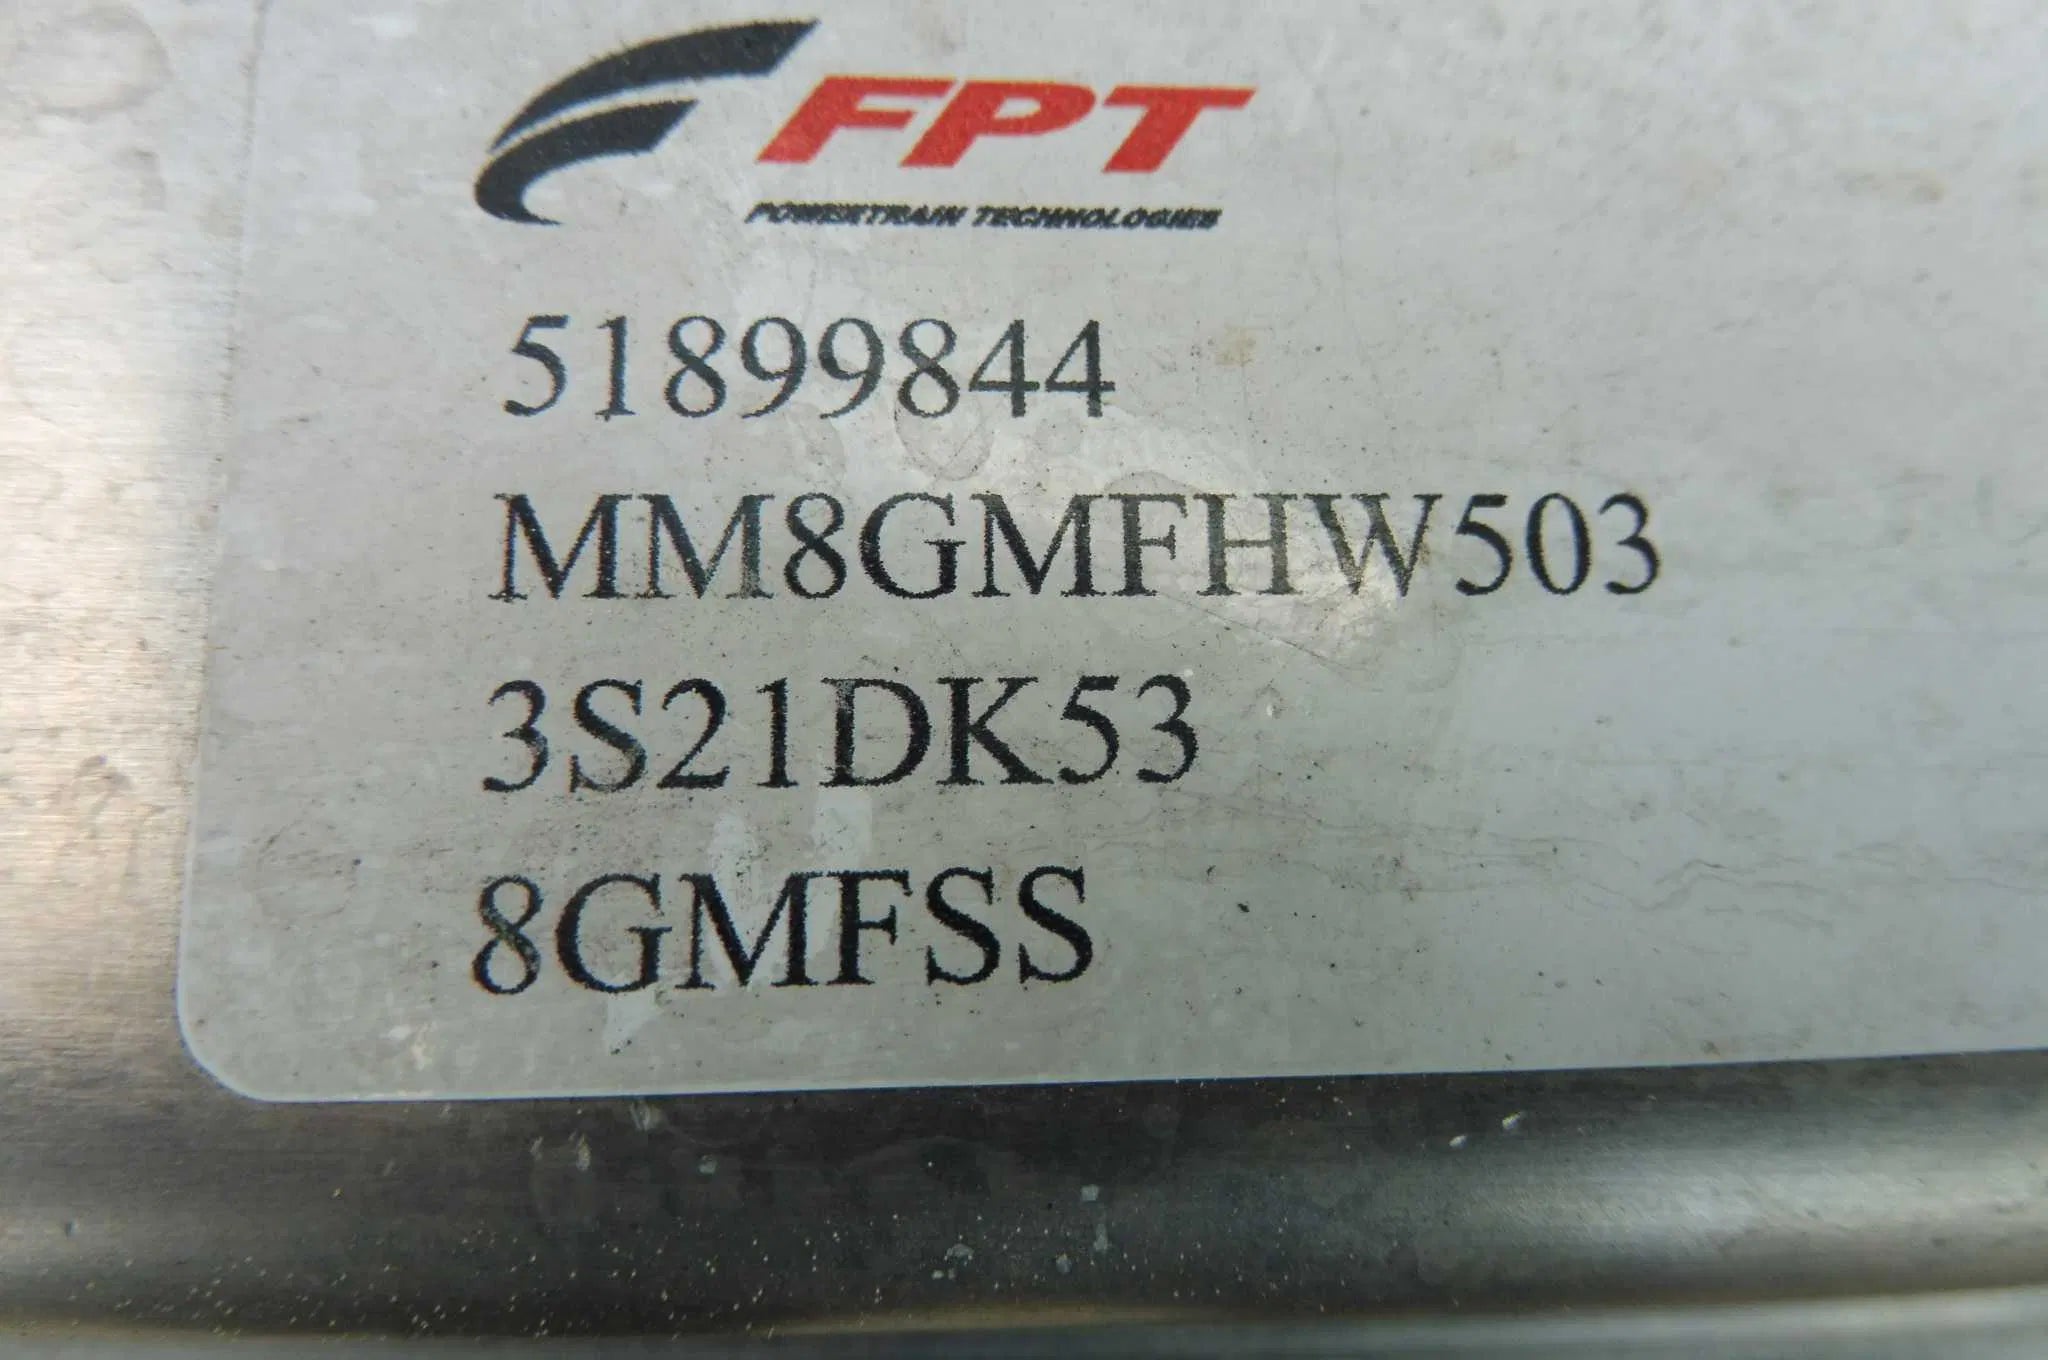 FPT
POWERTRAIN TECHNOLOGIES
51899844
MM8GMFHW503
3S21DK53
8GMFSS